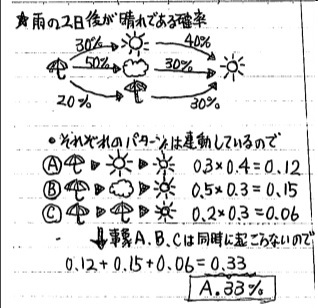 ★雨の2日後が晴れである確率
30% 40%
50% 30%
20% 30%
•それぞれのパターンは連動しているので
Ⓐ 0.3×0.4=0.12
Ⓑ 0.5×0.3=0.15
Ⓒ 0.2×0.3=0.06
事象A.B.Cは同時に起こらないので
0.12+0.15+0.06=0.33
A.33%